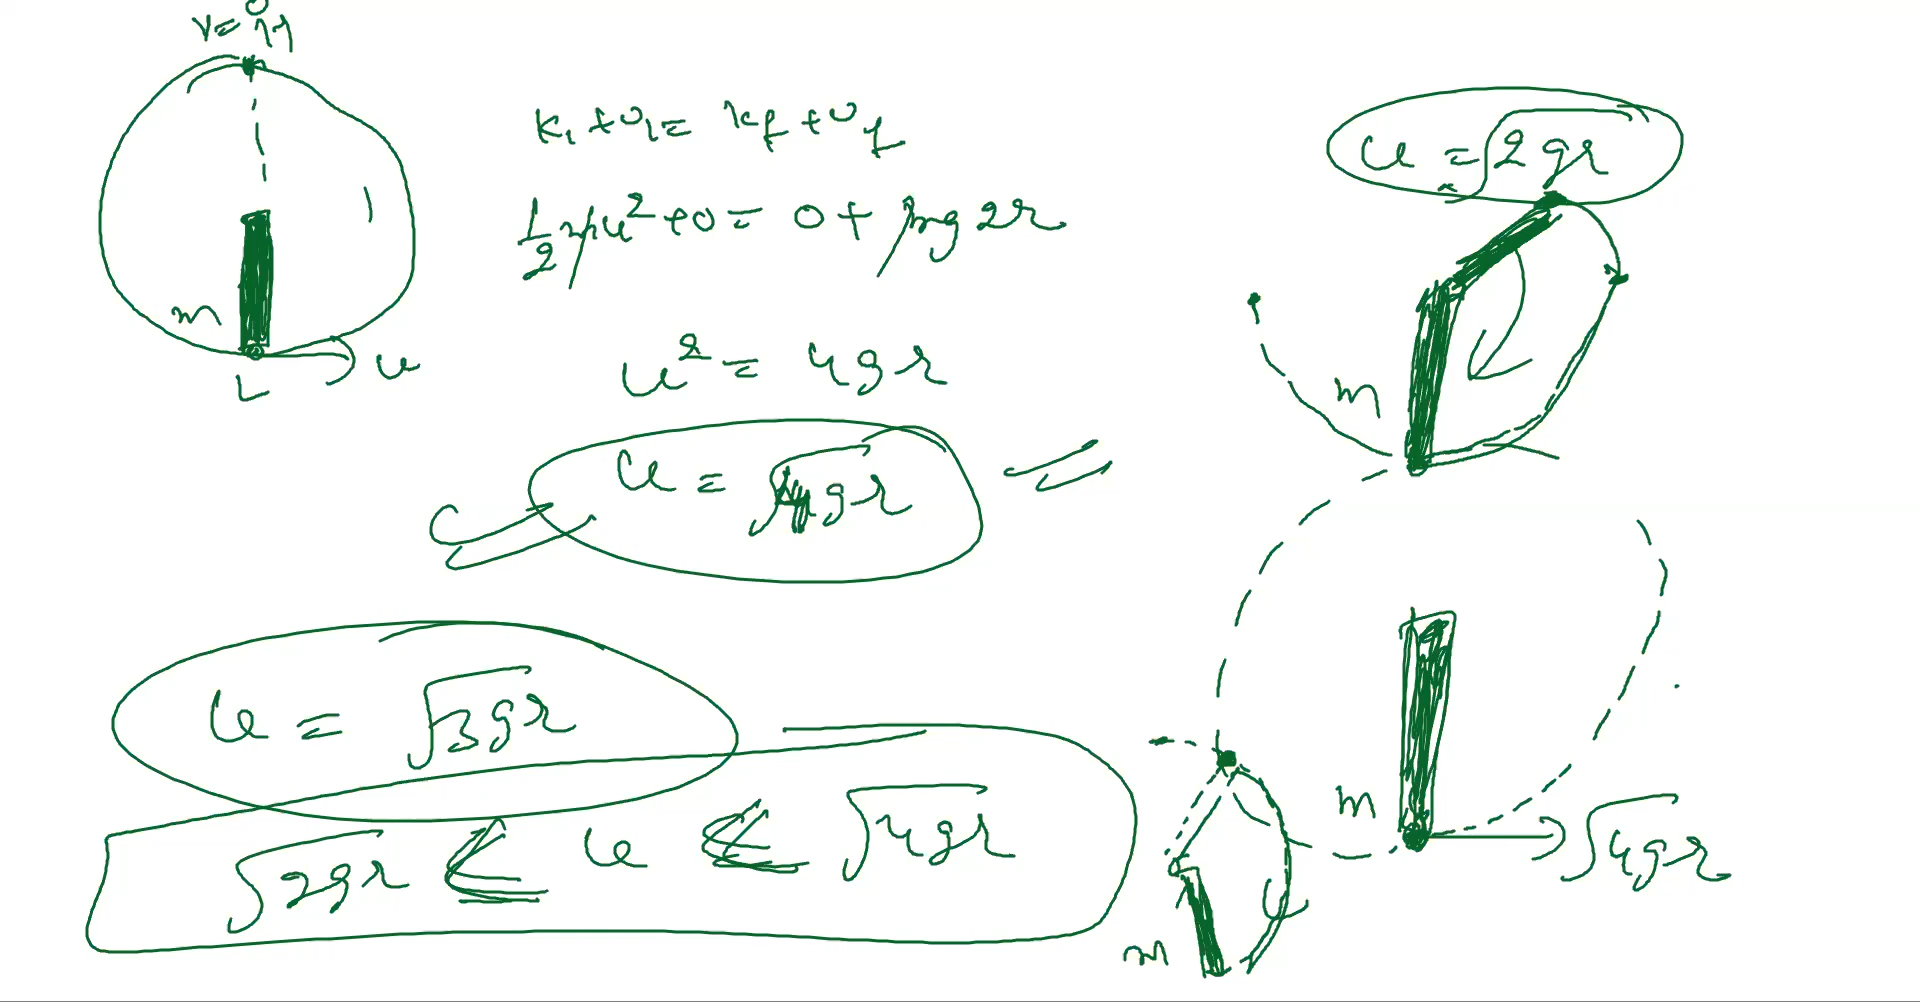 v=0
m
L
u
K₁+U₁= Kf+Uf
½mu²+0= 0+ mg2r
u² = 4gr
u = √4gr
u = √3gr
√2gr ≤ u ≤ √4gr
u = √2gr
m
m
√4gr
m